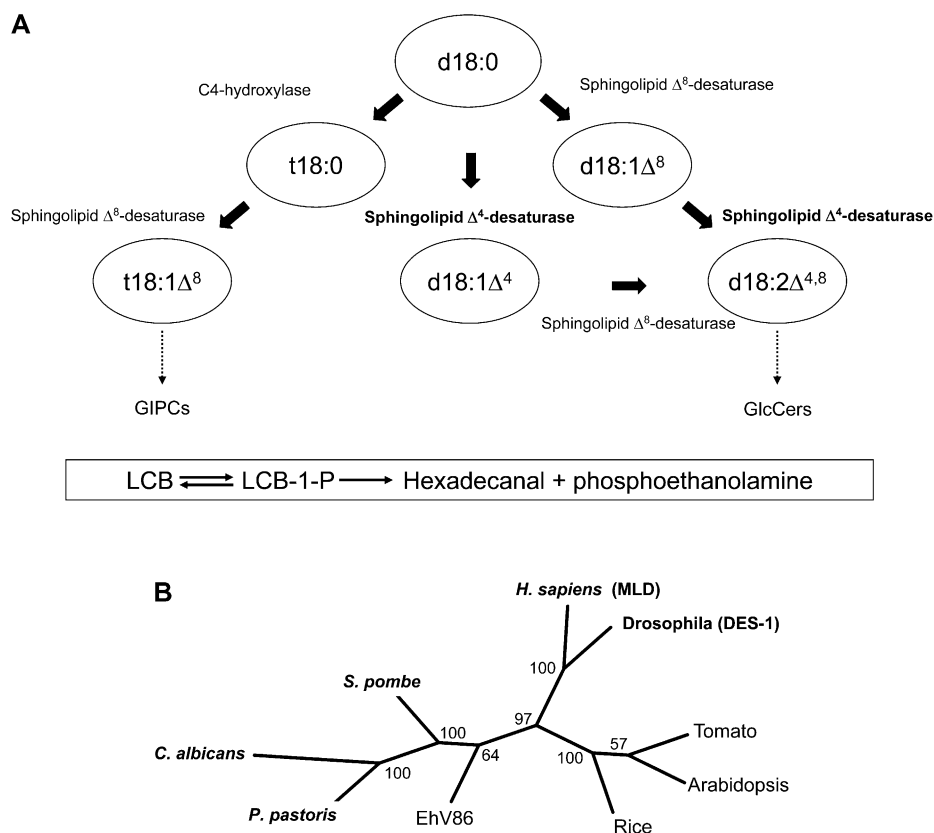 A
d18:0
C4-hydroxylase
Sphingolipid Δ⁸-desaturase
t18:0
d18:1Δ⁸
Sphingolipid Δ⁸-desaturase
Sphingolipid Δ⁴-desaturase
Sphingolipid Δ⁴-desaturase
t18:1Δ⁸
d18:1Δ⁴
d18:2Δ⁴,⁸
Sphingolipid Δ⁸-desaturase
GIPCs
GlcCers
LCB LCB-1-P Hexadecanal + phosphoethanolamine
B
H. sapiens (MLD)
Drosophila (DES-1)
100
S. pombe
97
100
64
C. albicans
100
P. pastoris
EhV86
57
100
Tomato
Arabidopsis
Rice